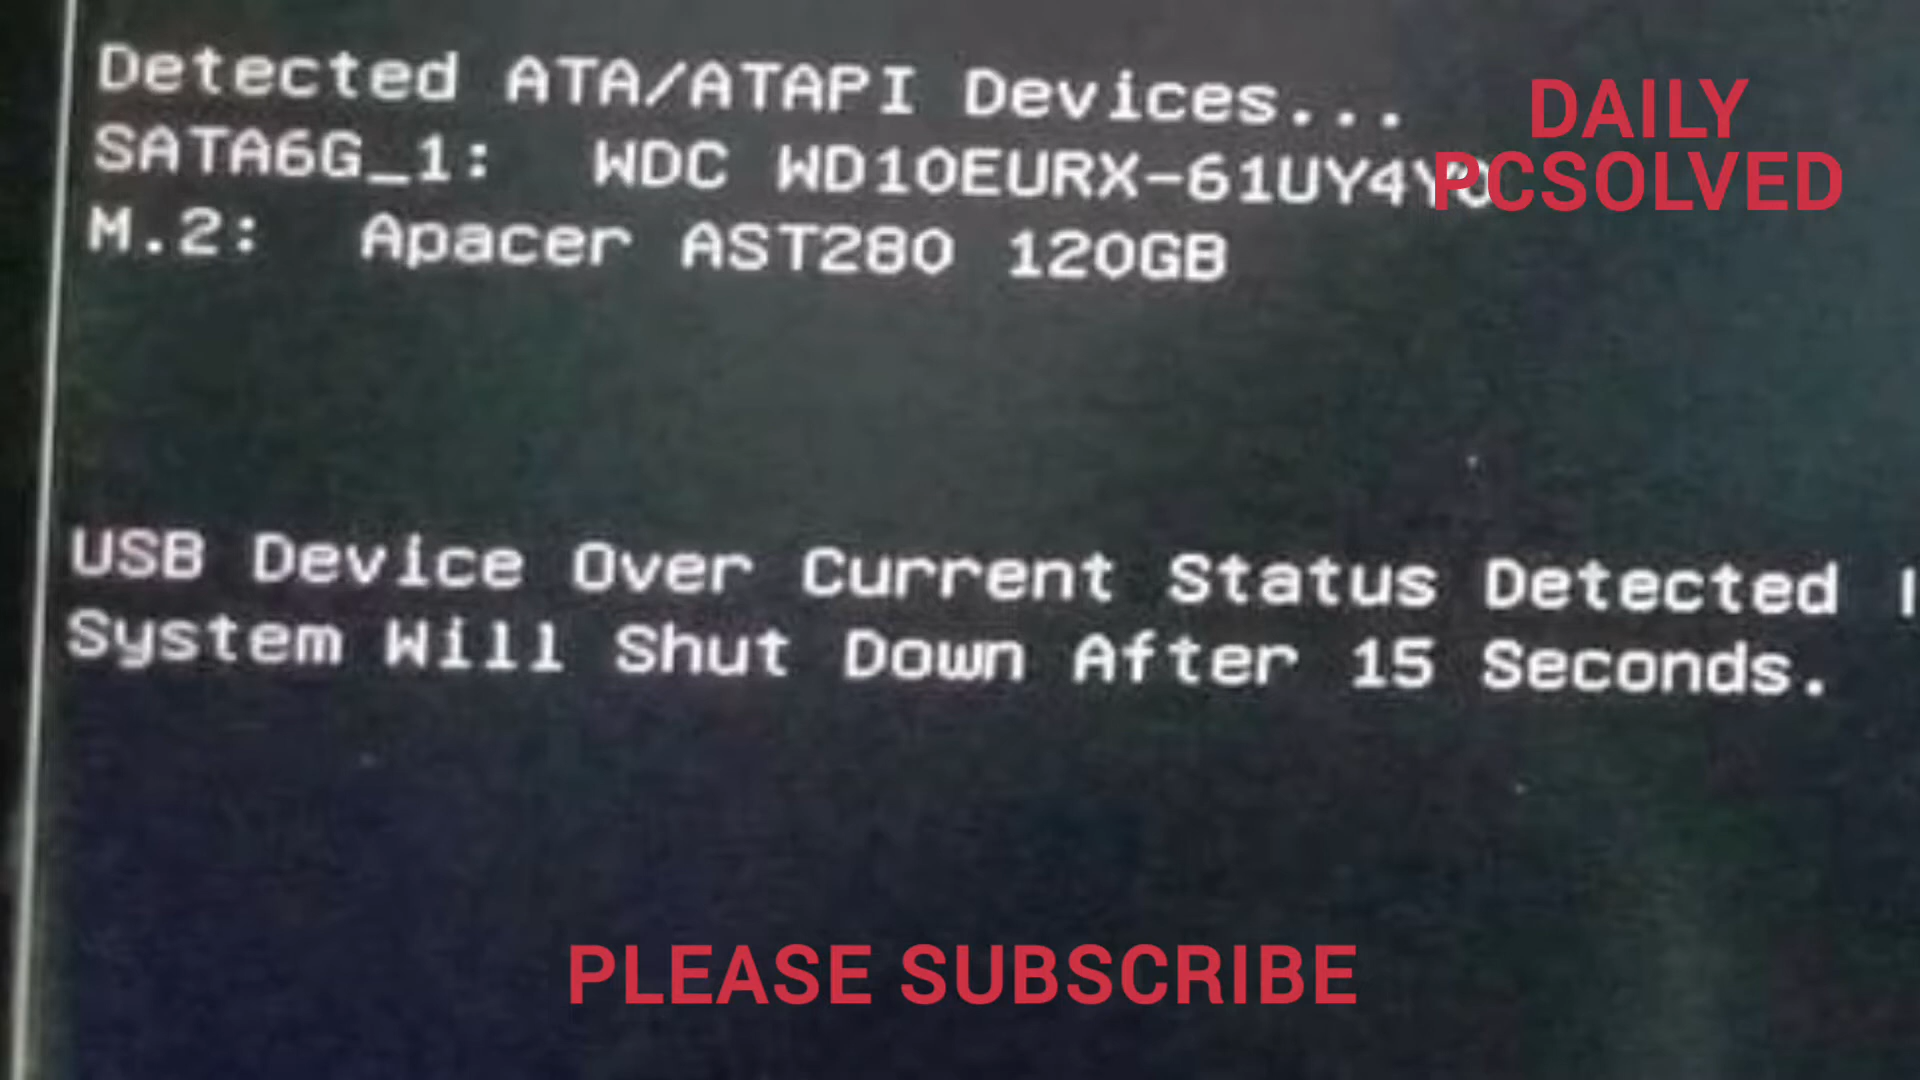 Detected ATA/ATAPI Devices...
SATA6G_1: WDC WD10EURX-61UY4Y0
M.2: Apacer AST280 120GB
DAILY
PCSOLVED
USB Device Over Current Status Detected !
System Will Shut Down After 15 Seconds.
PLEASE SUBSCRIBE